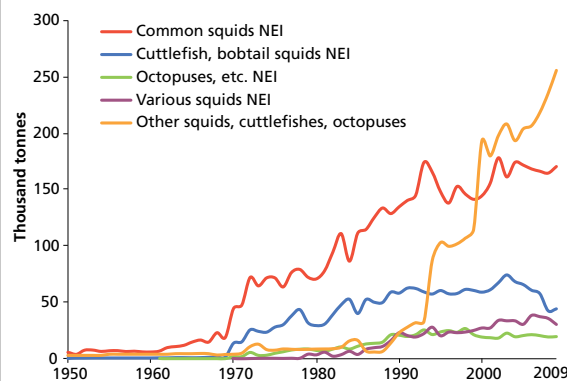 300
250
200
150
100
50
0
Thousand tonnes
Common squids NEI
Cuttlefish, bobtail squids NEI
Octopuses, etc. NEI
Various squids NEI
Other squids, cuttlefishes, octopuses
1950 1960 1970 1980 1990 2000 2009